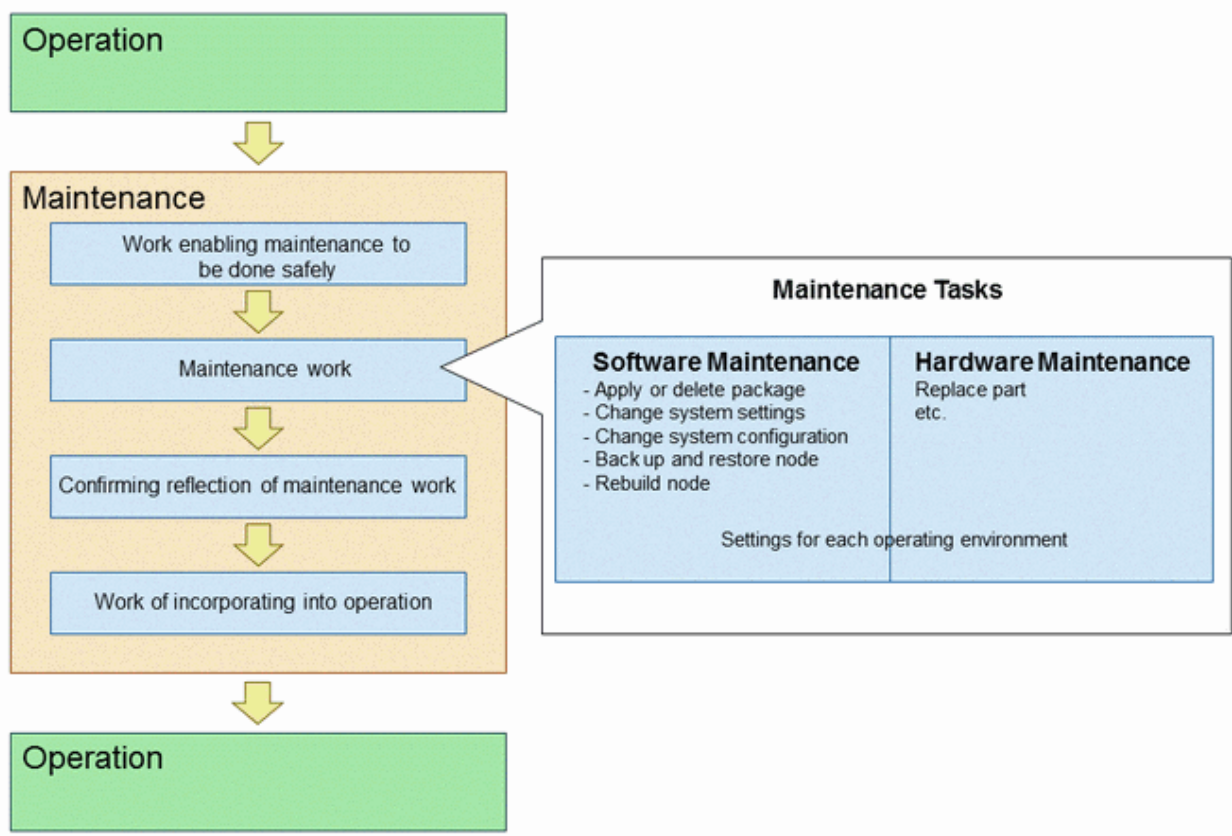 Operation
Maintenance
Work enabling maintenance to
be done safely
Maintenance work
Confirming reflection of maintenance work
Work of incorporating into operation
Operation
Maintenance Tasks
Software Maintenance
- Apply or delete package
- Change system settings
- Change system configuration
- Back up and restore node
- Rebuild node
Hardware Maintenance
Replace part
etc.
Settings for each operating environment